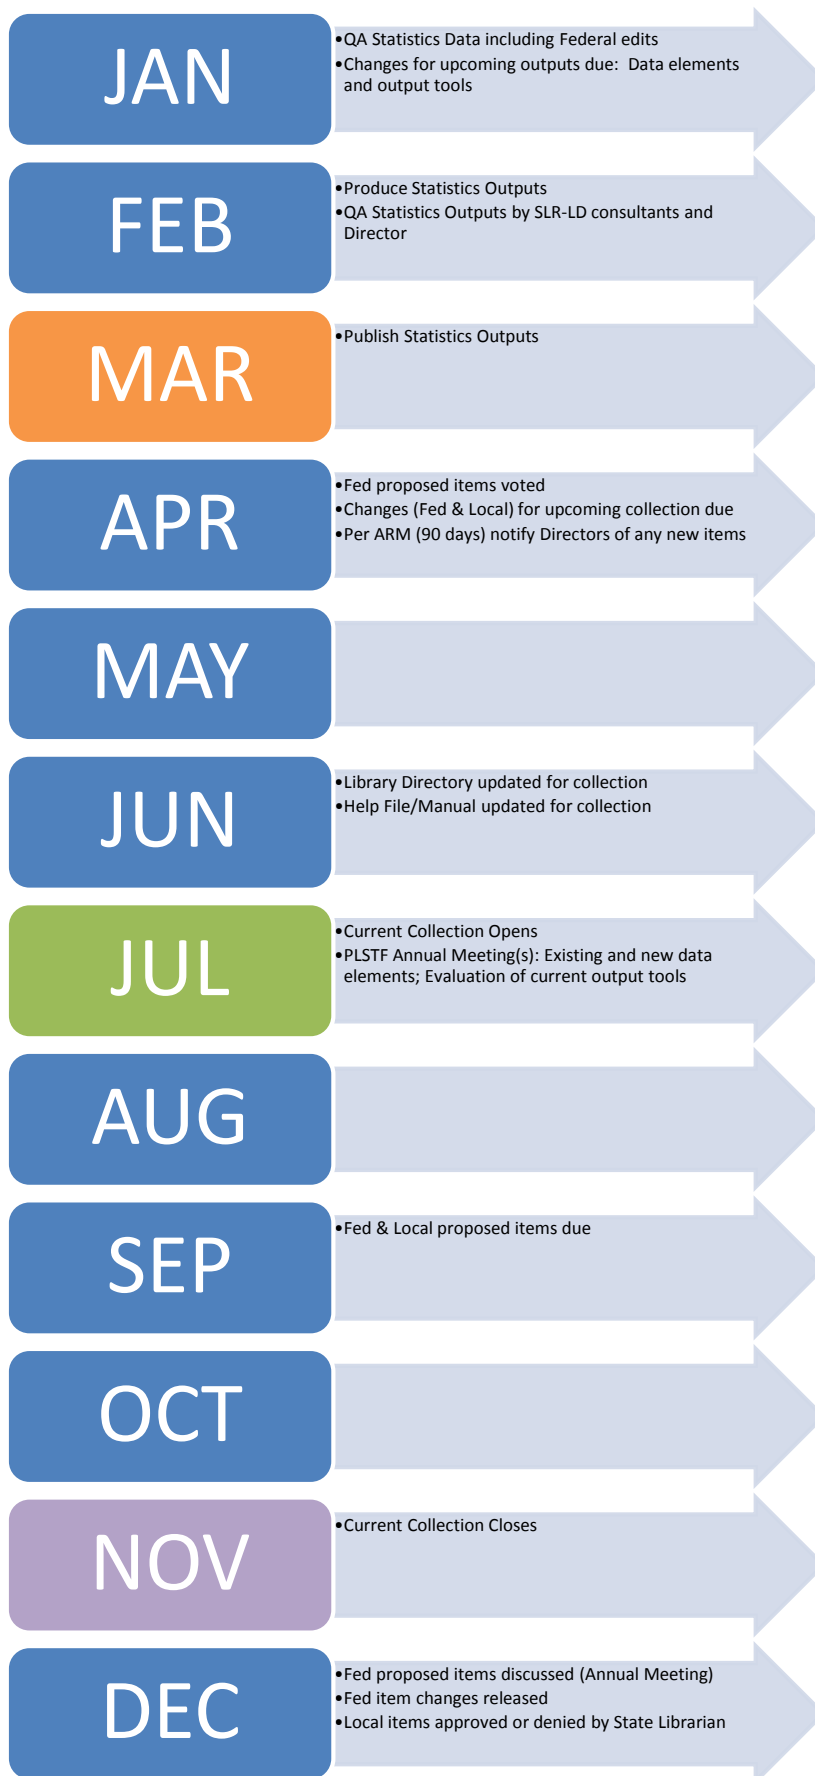 JAN
•QA Statistics Data including Federal edits
•Changes for upcoming outputs due:  Data elements
and output tools
FEB
•Produce Statistics Outputs
•QA Statistics Outputs by SLR-LD consultants and
Director
MAR
•Publish Statistics Outputs
APR
•Fed proposed items voted
•Changes (Fed & Local) for upcoming collection due
•Per ARM (90 days) notify Directors of any new items
MAY
JUN
•Library Directory updated for collection
•Help File/Manual updated for collection
JUL
•Current Collection Opens
•PLSTF Annual Meeting(s): Existing and new data
elements; Evaluation of current output tools
AUG
SEP
•Fed & Local proposed items due
OCT
NOV
•Current Collection Closes
DEC
•Fed proposed items discussed (Annual Meeting)
•Fed item changes released
•Local items approved or denied by State Librarian